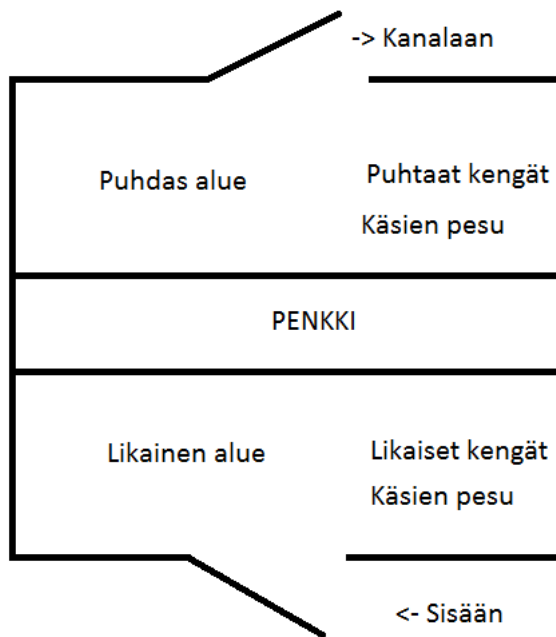 -> Kanalaan
Puhdas alue
Puhtaat kengät
Käsien pesu
PENKKI
Likainen alue
Likaiset kengät
Käsien pesu
<- Sisään